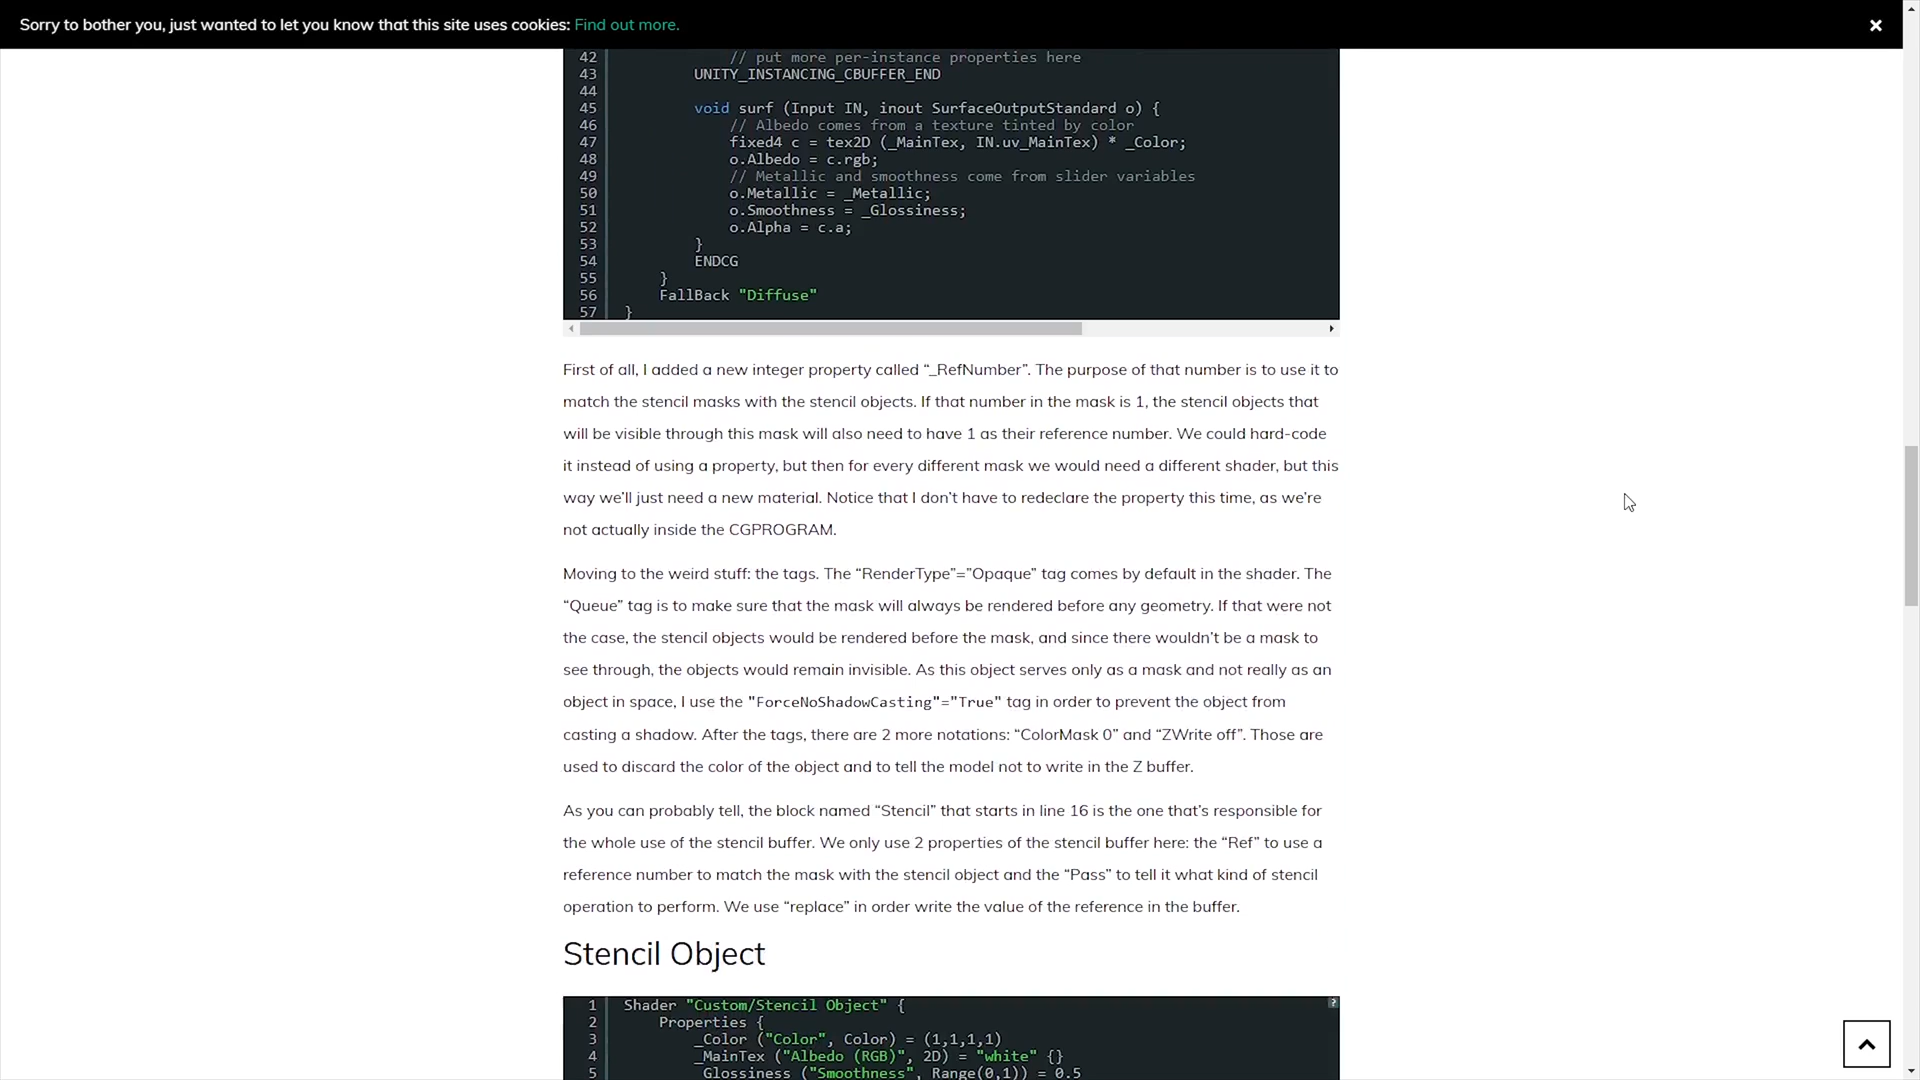 Sorry to bother you, just wanted to let you know that this site uses cookies: Find out more.
42 // put more per-instance properties here
43 UNITY_INSTANCING_CBUFFER_END
44
45 void surf (Input IN, inout SurfaceOutputStandard o) {
46 // Albedo comes from a texture tinted by color
47 fixed4 c = tex2D (_MainTex, IN.uv_MainTex) * _Color;
48 o.Albedo = c.rgb;
49 // Metallic and smoothness come from slider variables
50 o.Metallic = _Metallic;
51 o.Smoothness = _Glossiness;
52 o.Alpha = c.a;
53 }
54 ENDCG
55 }
56 FallBack "Diffuse"
57 }
First of all, I added a new integer property called “_RefNumber”. The purpose of that number is to use it to
match the stencil masks with the stencil objects. If that number in the mask is 1, the stencil objects that
will be visible through this mask will also need to have 1 as their reference number. We could hard-code
it instead of using a property, but then for every different mask we would need a different shader, but this
way we’ll just need a new material. Notice that I don’t have to redeclare the property this time, as we’re
not actually inside the CGPROGRAM.
Moving to the weird stuff: the tags. The “RenderType”=”Opaque” tag comes by default in the shader. The
“Queue” tag is to make sure that the mask will always be rendered before any geometry. If that were not
the case, the stencil objects would be rendered before the mask, and since there wouldn’t be a mask to
see through, the objects would remain invisible. As this object serves only as a mask and not really as an
object in space, I use the "ForceNoShadowCasting"="True" tag in order to prevent the object from
casting a shadow. After the tags, there are 2 more notations: “ColorMask 0” and “ZWrite off”. Those are
used to discard the color of the object and to tell the model not to write in the Z buffer.
As you can probably tell, the block named “Stencil” that starts in line 16 is the one that’s responsible for
the whole use of the stencil buffer. We only use 2 properties of the stencil buffer here: the “Ref” to use a
reference number to match the mask with the stencil object and the “Pass” to tell it what kind of stencil
operation to perform. We use “replace” in order write the value of the reference in the buffer.
Stencil Object
?
1 Shader "Custom/Stencil Object" {
2 Properties {
3 _Color ("Color", Color) = (1,1,1,1)
4 _MainTex ("Albedo (RGB)", 2D) = "white" {}
5 _Glossiness ("Smoothness", Range(0,1)) = 0.5